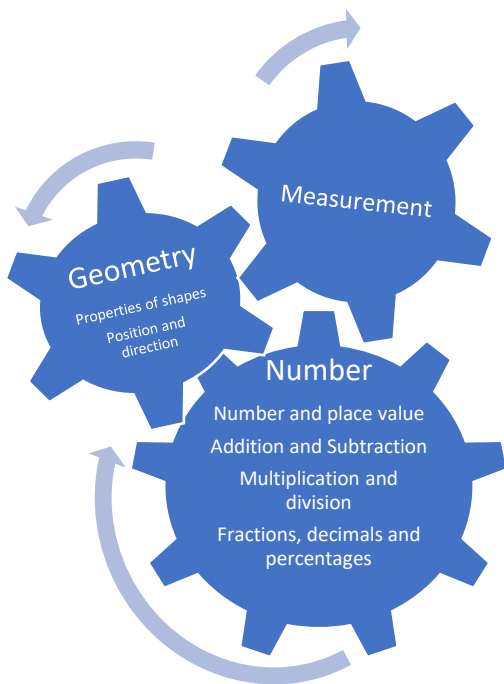 Measurement
Geometry
Properties of shapes
Position and
direction
Number
Number and place value
Addition and Subtraction
Multiplication and
division
Fractions, decimals and
percentages